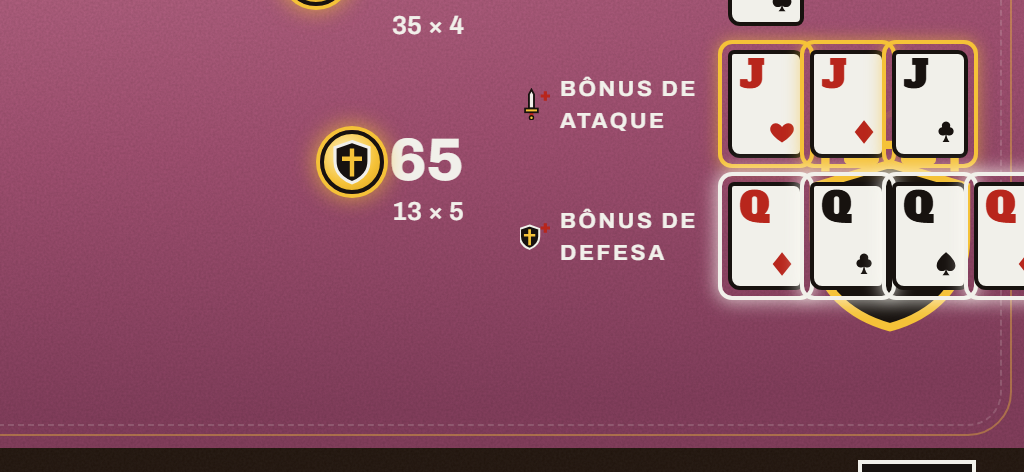 35 × 4
BÔNUS DE
ATAQUE
J J J
65
13 × 5
BÔNUS DE
DEFESA
Q Q Q Q